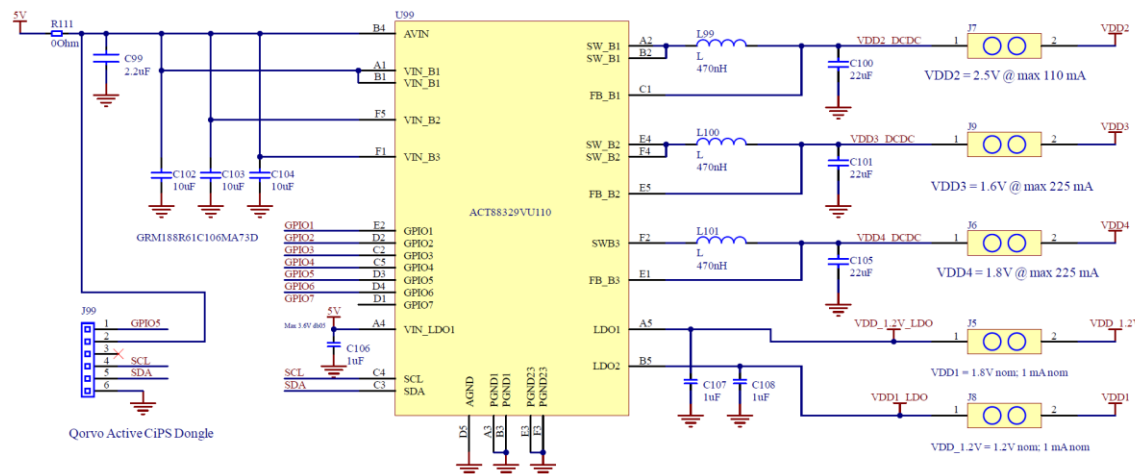 5V
R111
0Ohm
C99
2.2uF
C102
10uF
C103
10uF
C104
10uF
GRM188R61C106MA73D
U99
B4 AVIN
A1 VIN_B1
B1 VIN_B1
F5 VIN_B2
F1 VIN_B3
ACT88329VU110
GPIO1 E2 GPIO1
GPIO2 D2 GPIO2
GPIO3 C2 GPIO3
GPIO4 C5 GPIO4
GPIO5 D3 GPIO5
GPIO6 D4 GPIO6
GPIO7 D1 GPIO7
5V
A4 VIN_LDO1
C106
1uF
SCL C4 SCL
SDA C3 SDA
AGND D5
PGND1 A3
PGND1 B3
PGND23 E3
PGND23 F3
SW_B1 A2
SW_B1 B2
FB_B1 C1
SW_B2 E4
SW_B2 F4
FB_B2 E5
SWB3 F2
FB_B3 E1
LDO1 A5
LDO2 B5
L99
L
470nH
VDD2_DCDC
C100
22uF
J7
1 2
VDD2
VDD2 = 2.5V @ max 110 mA
L100
L
470nH
VDD3_DCDC
C101
22uF
J9
1 2
VDD3
VDD3 = 1.6V @ max 225 mA
L101
L
470nH
VDD4_DCDC
C105
22uF
J6
1 2
VDD4
VDD4 = 1.8V @ max 225 mA
C107
1uF
C108
1uF
VDD_1.2V_LDO
J5
1 2
VDD_1.2V
VDD1 = 1.8V nom; 1 mA nom
VDD1_LDO
J8
1 2
VDD1
VDD_1.2V = 1.2V nom; 1 mA nom
J99
1 GPIO5
2
3
4 SCL
5 SDA
6
Qorvo Active CiPS Dongle